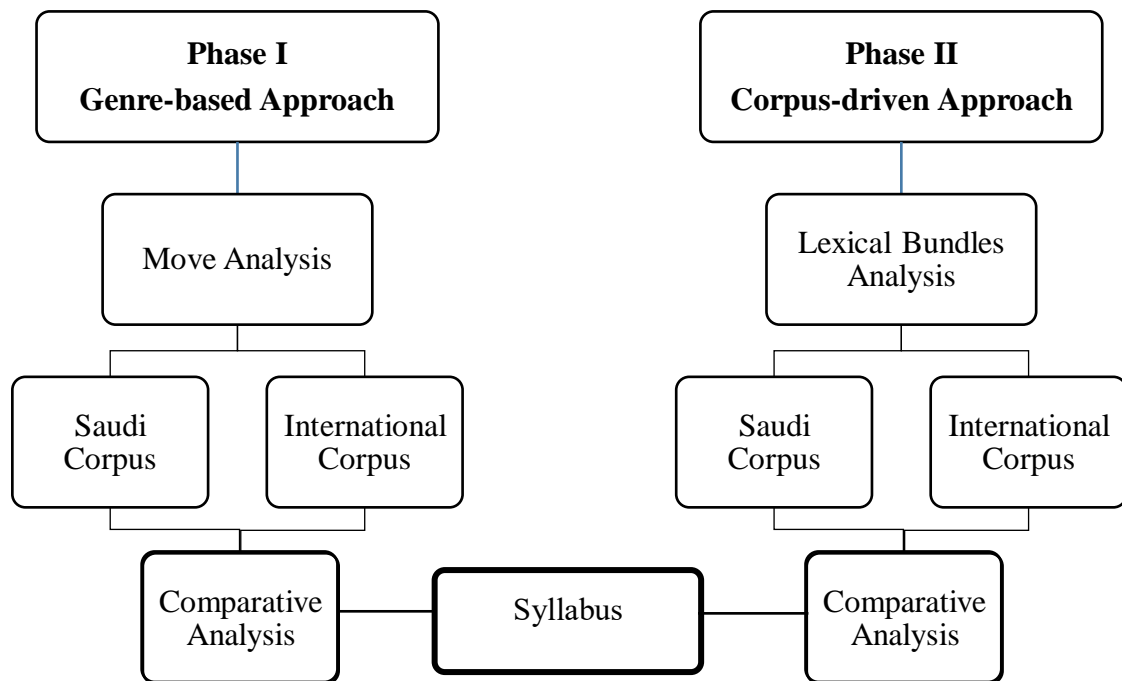 Phase I
Genre-based Approach
Phase II
Corpus-driven Approach
Move Analysis
Lexical Bundles
Analysis
Saudi
Corpus
International
Corpus
Saudi
Corpus
International
Corpus
Comparative
Analysis
Syllabus
Comparative
Analysis